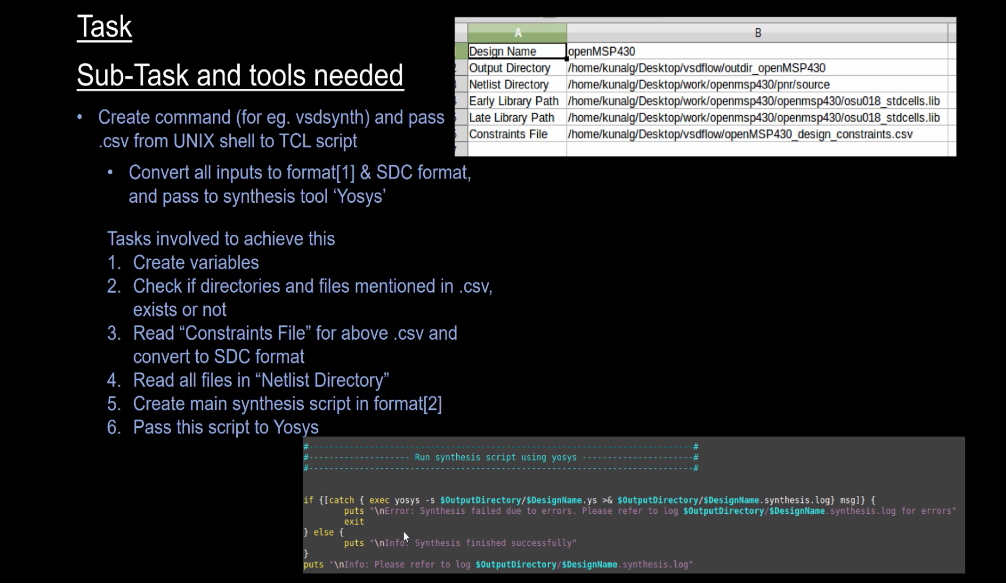 Task
Sub-Task and tools needed
• Create command (for eg. vsdsynth) and pass
.csv from UNIX shell to TCL script
• Convert all inputs to format[1] & SDC format,
and pass to synthesis tool ‘Yosys’
Tasks involved to achieve this
1. Create variables
2. Check if directories and files mentioned in .csv,
exists or not
3. Read “Constraints File” for above .csv and
convert to SDC format
4. Read all files in “Netlist Directory”
5. Create main synthesis script in format[2]
6. Pass this script to Yosys
A B
Design Name openMSP430
Output Directory /home/kunalg/Desktop/vsdflow/outdir_openMSP430
Netlist Directory /home/kunalg/Desktop/work/openmsp430/pnr/source
Early Library Path /home/kunalg/Desktop/work/openmsp430/openmsp430/osu018_stdcells.lib
Late Library Path /home/kunalg/Desktop/work/openmsp430/openmsp430/osu018_stdcells.lib
Constraints File /home/kunalg/Desktop/vsdflow/openMSP430_design_constraints.csv
#---------------------------------------------------------------------------#
#-------------------- Run synthesis script using yosys ----------------------#
#---------------------------------------------------------------------------#
if {[catch { exec yosys -s $OutputDirectory/$DesignName.ys >& $OutputDirectory/$DesignName.synthesis.log} msg]} {
puts "\nError: Synthesis failed due to errors. Please refer to log $OutputDirectory/$DesignName.synthesis.log for errors"
exit
} else {
puts "\nInfo: Synthesis finished successfully"
}
puts "\nInfo: Please refer to log $OutputDirectory/$DesignName.synthesis.log"